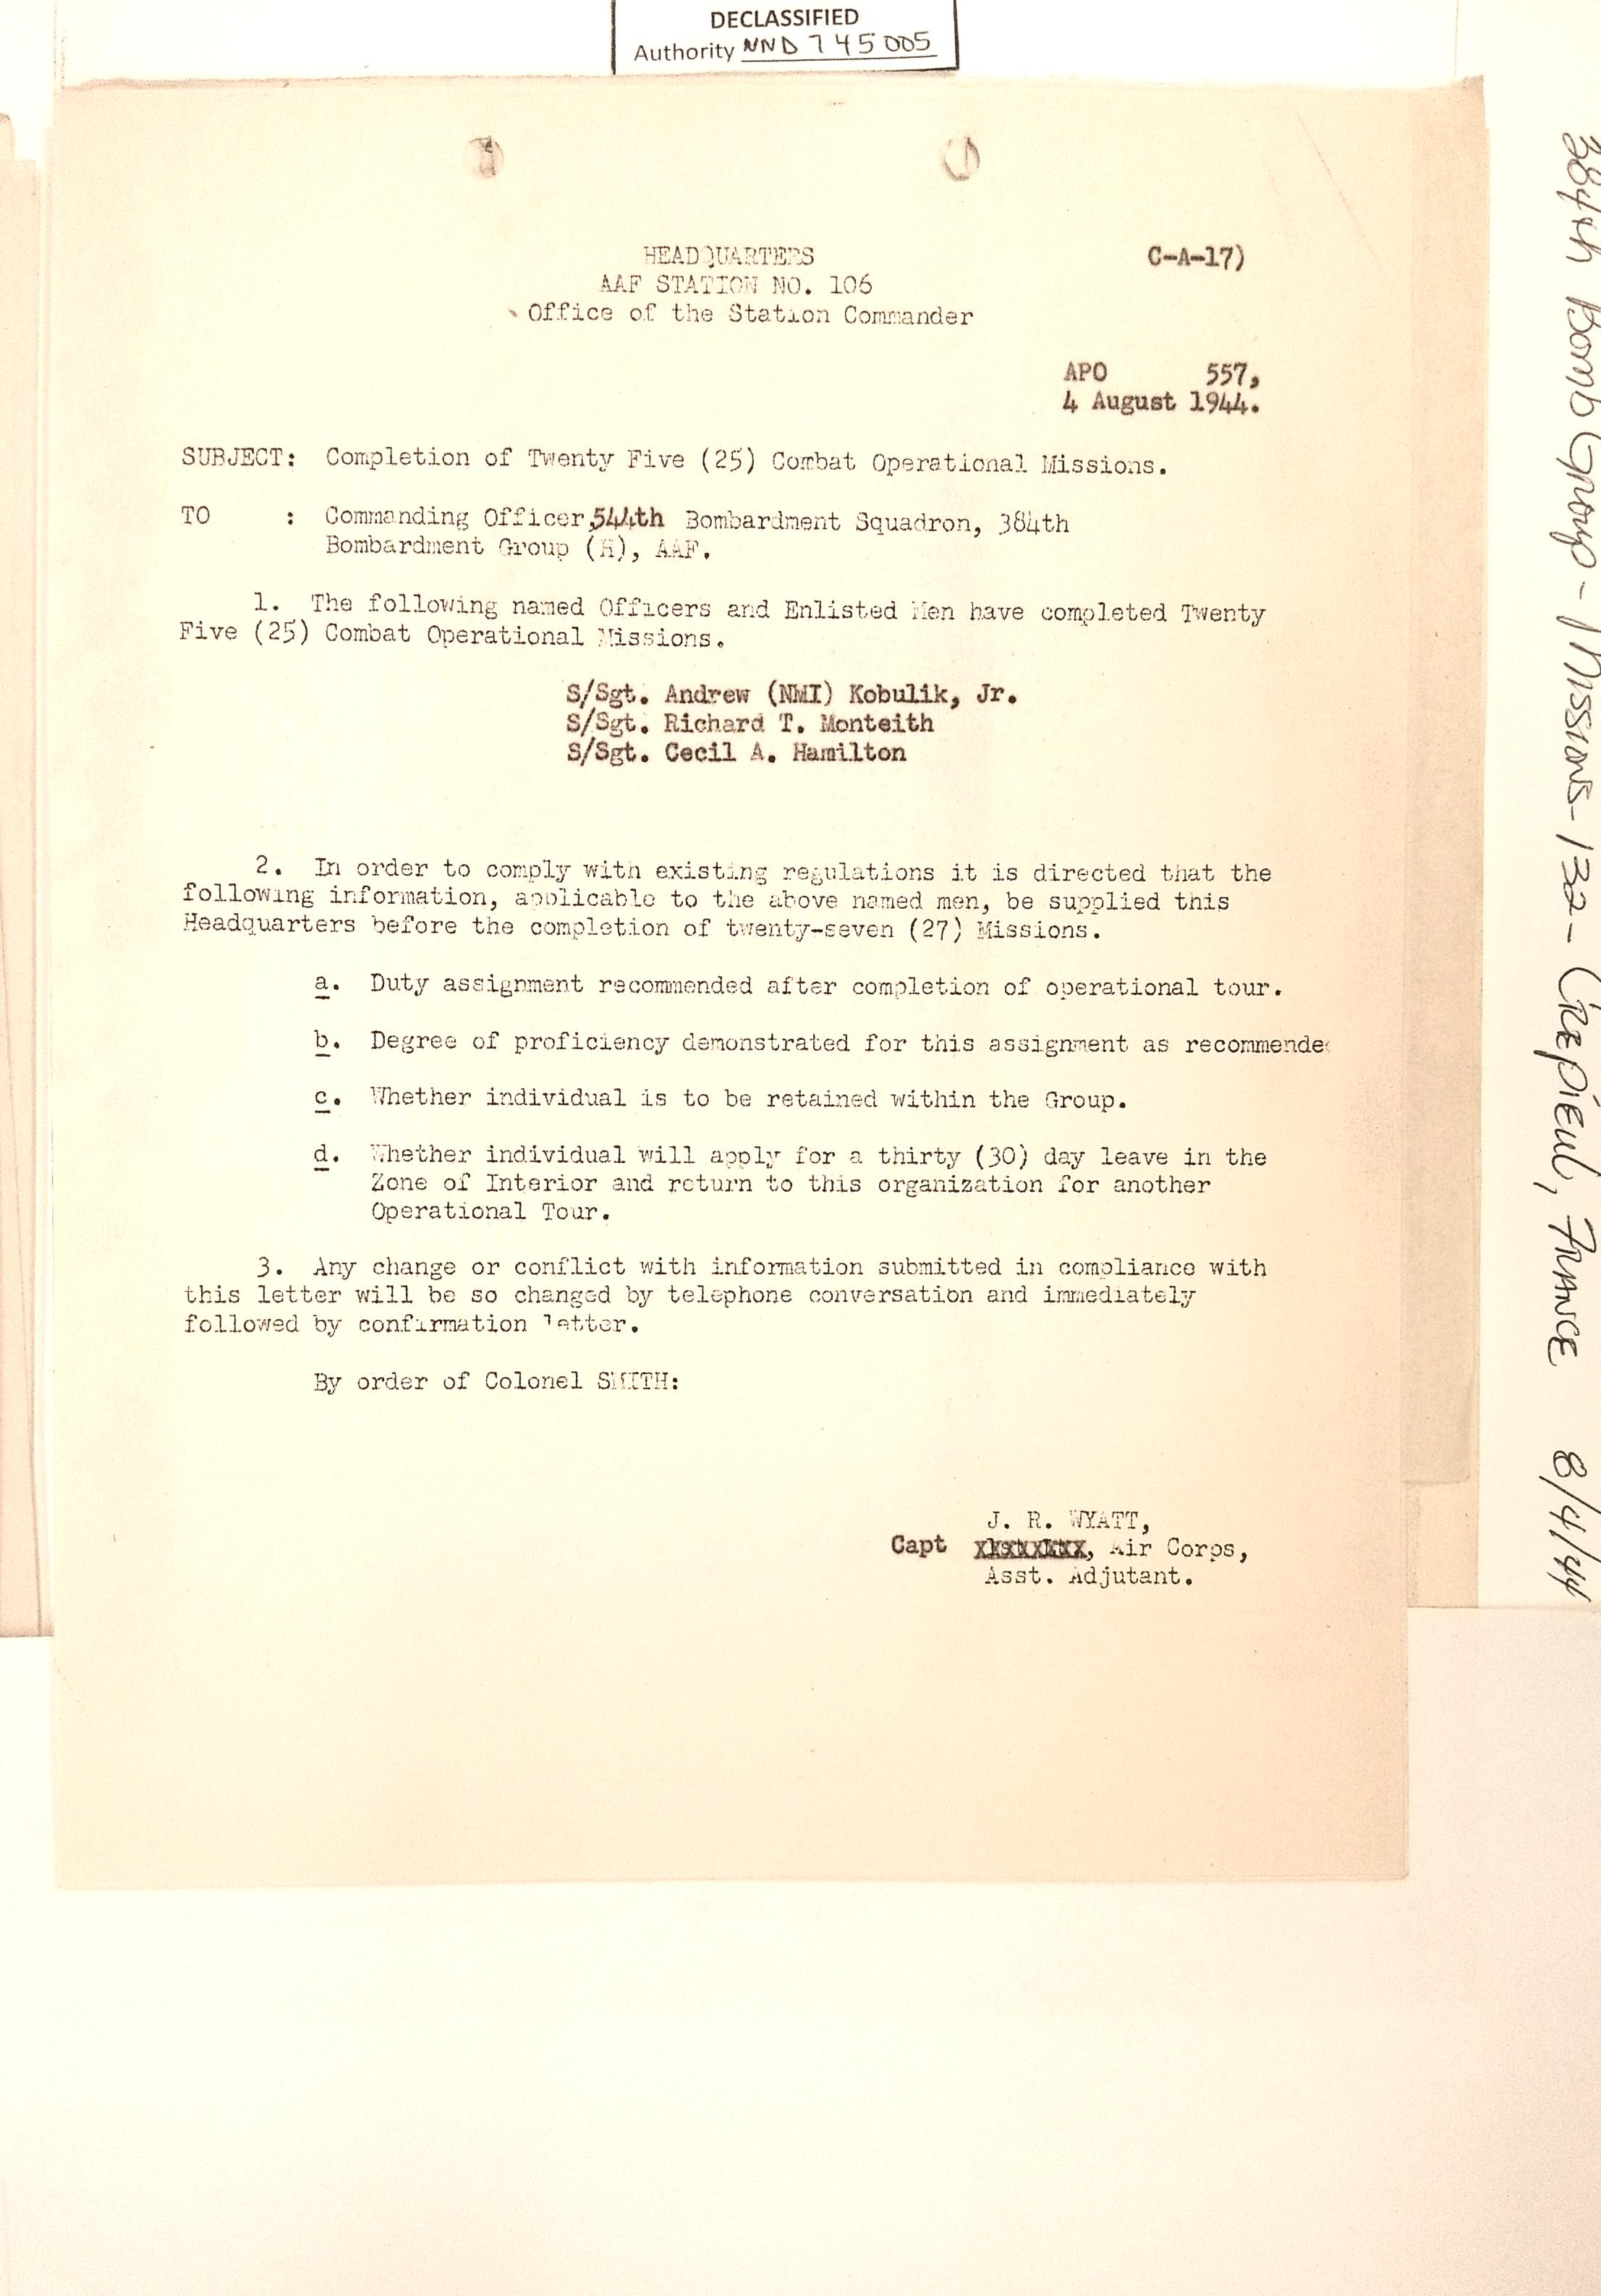 DECLASSIFIED
Authority NND 745005
HEADQUARTERS C-A-17)
AAF STATION NO. 106
Office of the Station Commander
APO 557,
4 August 1944.
SUBJECT: Completion of Twenty Five (25) Combat Operational Missions.
TO : Commanding Officer,544th Bombardment Squadron, 384th
Bombardment Group (H), AAF.
1. The following named Officers and Enlisted Men have completed Twenty
Five (25) Combat Operational Missions.
S/Sgt. Andrew (NMI) Kobulik, Jr.
S/Sgt. Richard T. Monteith
S/Sgt. Cecil A. Hamilton
2. In order to comply with existing regulations it is directed that the
following information, applicable to the above named men, be supplied this
Headquarters before the completion of twenty-seven (27) Missions.
a. Duty assignment recommended after completion of operational tour.
b. Degree of proficiency demonstrated for this assignment as recommended
c. Whether individual is to be retained within the Group.
d. Whether individual will apply for a thirty (30) day leave in the
Zone of Interior and return to this organization for another
Operational Tour.
3. Any change or conflict with information submitted in compliance with
this letter will be so changed by telephone conversation and immediately
followed by confirmation letter.
By order of Colonel SMITH:
J. R. WYATT,
Capt , Air Corps,
Asst. Adjutant.
384th Bomb Group - Missions - 132 - Crepieul, France 8/4/44